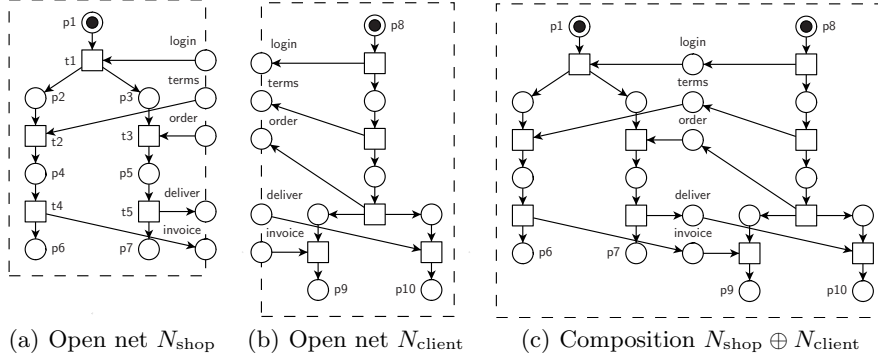 p1
login
t1
terms
p2
p3
order
t2
t3
p4
p5
deliver
t4
t5
invoice
p6
p7
(a) Open net N_shop
p8
login
terms
order
deliver
invoice
p9
p10
(b) Open net N_client
p1
p8
login
terms
order
deliver
invoice
p6
p7
p9
p10
(c) Composition N_shop ⊕ N_client